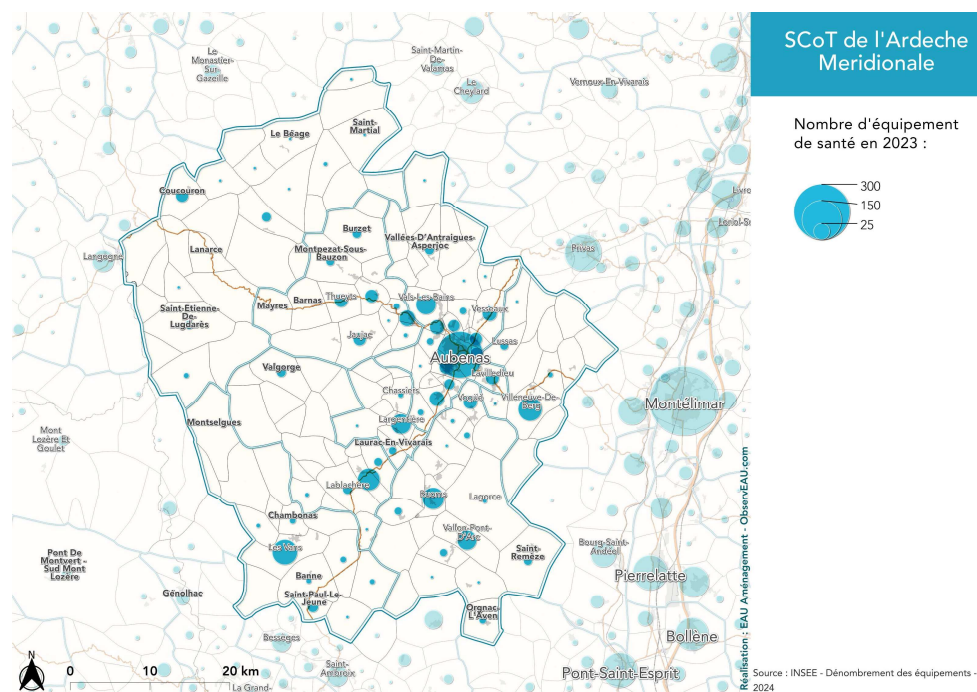 SCoT de l'Ardeche
Meridionale
Nombre d'équipement
de santé en 2023 :
300
150
25
Le
Monastier-
Sur-
Gazeille
Saint-Martin-
De-
Valamas
Le
Cheylard
Vernoux-En-Vivarais
Le Béage
Saint-
Martial
Coucouron
Livro
Loriol-S
Burzet
Lanarce
Montpezat-Sous-
Bauzon
Vallées-D'Antraigues-
Asperjoc
Privas
Langogne
Saint-Etienne-
De-
Lugdarès
Mayres
Barnas
Thueyts
Vals-Les-Bains
Vesseaux
Jaujac
Lussas
Aubenas
Lavilledieu
Valgorge
Chassiers
Vogüé
Villeneuve-De-
Berg
Montélimar
Montselgues
Largentière
Mont
Lozère Et
Goulet
Laurac-En-Vivarais
Lablachère
Ruoms
Lagorce
Chambonas
Vallon-Pont-
D'Arc
Les Vans
Saint-
Remèze
Bourg-Saint-
Andéol
Pont De
Montvert -
Sud Mont
Lozère
Banne
Pierrelatte
Génolhac
Saint-Paul-Le-
Jeune
Orgnac-
L'Aven
Bessèges
Bollène
Saint-
Ambroix
Pont-Saint-Esprit
La Grand-
N
0 10 20 km
Réalisation : EAU Aménagement - ObservEAU.com
Source : INSEE - Dénombrement des équipements
2024